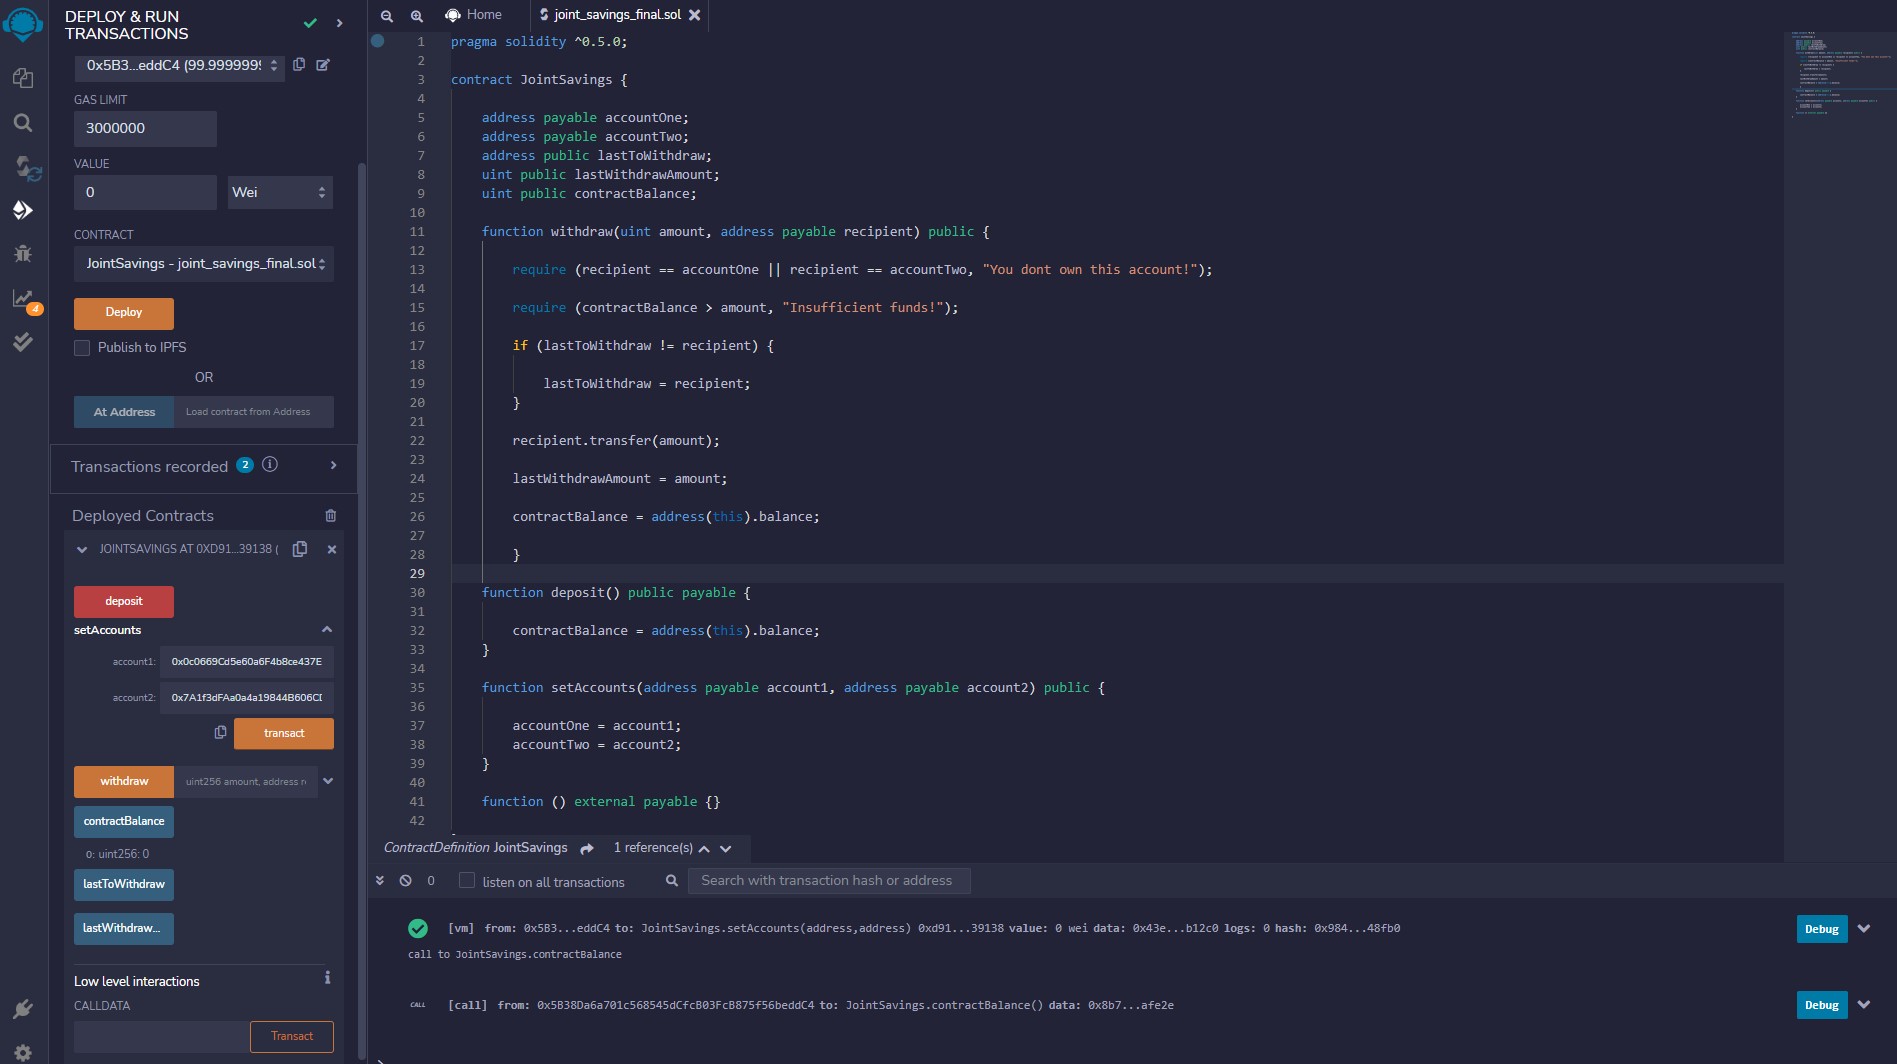 DEPLOY & RUN
TRANSACTIONS
0x5B3...eddC4 (99.9999999
GAS LIMIT
3000000
VALUE
0
Wei
CONTRACT
JointSavings - joint_savings_final.sol
Deploy
Publish to IPFS
OR
At Address
Load contract from Address
4
Transactions recorded 2 i
Deployed Contracts
JOINTSAVINGS AT 0XD91...39138 (
deposit
setAccounts
account1: 0x0c0669Cd5e60a6F4b8ce437E
account2: 0x7A1f3dFAa0a4a19844B606CI
transact
withdraw
uint256 amount, address r
contractBalance
0: uint256: 0
lastToWithdraw
lastWithdraw...
Low level interactions
CALLDATA
Transact
Home
joint_savings_final.sol
1 pragma solidity ^0.5.0;
2
3 contract JointSavings {
4
5 address payable accountOne;
6 address payable accountTwo;
7 address public lastToWithdraw;
8 uint public lastWithdrawAmount;
9 uint public contractBalance;
10
11 function withdraw(uint amount, address payable recipient) public {
12
13 require (recipient == accountOne || recipient == accountTwo, "You dont own this account!");
14
15 require (contractBalance > amount, "Insufficient funds!");
16
17 if (lastToWithdraw != recipient) {
18
19 lastToWithdraw = recipient;
20 }
21
22 recipient.transfer(amount);
23
24 lastWithdrawAmount = amount;
25
26 contractBalance = address(this).balance;
27
28 }
29
30 function deposit() public payable {
31
32 contractBalance = address(this).balance;
33 }
34
35 function setAccounts(address payable account1, address payable account2) public {
36
37 accountOne = account1;
38 accountTwo = account2;
39 }
40
41 function () external payable {}
42
ContractDefinition JointSavings 1 reference(s)
0
listen on all transactions
Search with transaction hash or address
[vm] from: 0x5B3...eddC4 to: JointSavings.setAccounts(address,address) 0xd91...39138 value: 0 wei data: 0x43e...b12c0 logs: 0 hash: 0x984...48fb0
Debug
call to JointSavings.contractBalance
CALL [call] from: 0x5B38Da6a701c568545dCfcB03FcB875f56beddC4 to: JointSavings.contractBalance() data: 0x8b7...afe2e
Debug
>